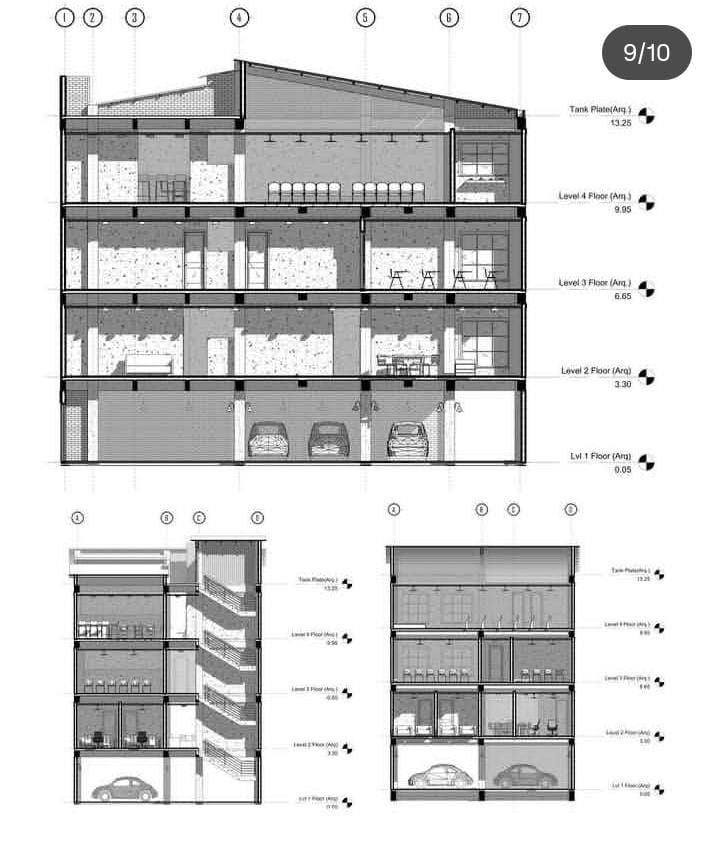 1 2 3 4 5 6 7
9/10
Tank Plate(Arq.)
13.25
Level 4 Floor (Arq.)
9.95
Level 3 Floor (Arq.)
6.65
Level 2 Floor (Arq)
3.30
Lvl 1 Floor (Arq)
0.05
A B C D
Tank Plate(Arq.)
13.25
Level 4 Floor (Arq.)
9.95
Level 3 Floor (Arq.)
6.65
Level 2 Floor (Arq)
3.30
Lvl 1 Floor (Arq)
0.05
A B C D
Tank Plate(Arq.)
13.25
Level 4 Floor (Arq.)
9.95
Level 3 Floor (Arq.)
6.65
Level 2 Floor (Arq)
3.30
Lvl 1 Floor (Arq)
0.05